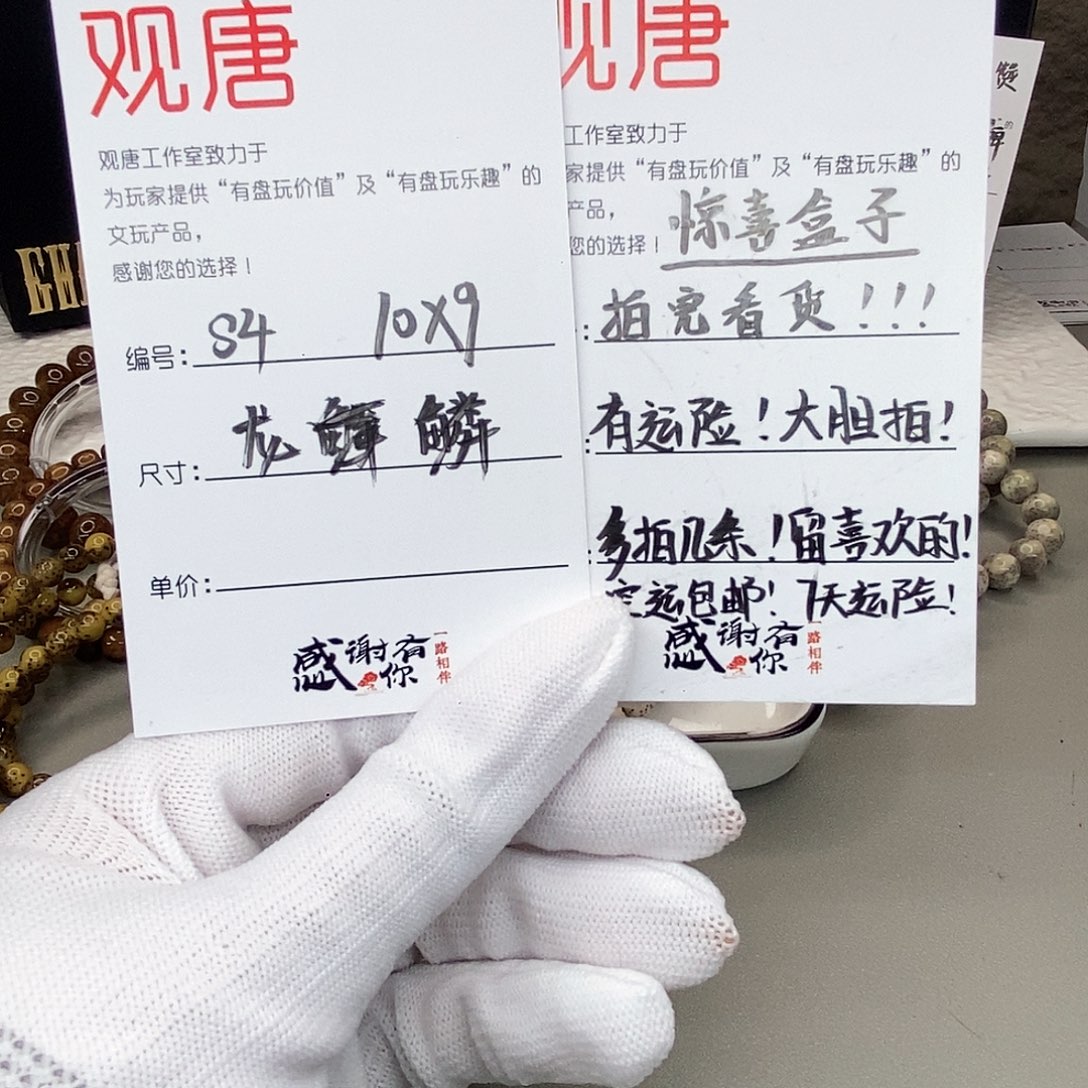 观唐
观唐工作室致力于
为玩家提供“有盘玩价值”及“有盘玩乐趣”的
文玩产品，
感谢您的选择！
编号： S4 10X9
尺寸： 龙 鳞
单价：
感谢有你
一路相伴
观唐
工作室致力于
家提供“有盘玩价值”及“有盘玩乐趣”的
产品，
您的选择！ 惊喜盒子
拍完看货！！！
有运险！大胆拍！
多拍几条！留喜欢的！
空运包邮！7天运险！
感谢有你
一路相伴